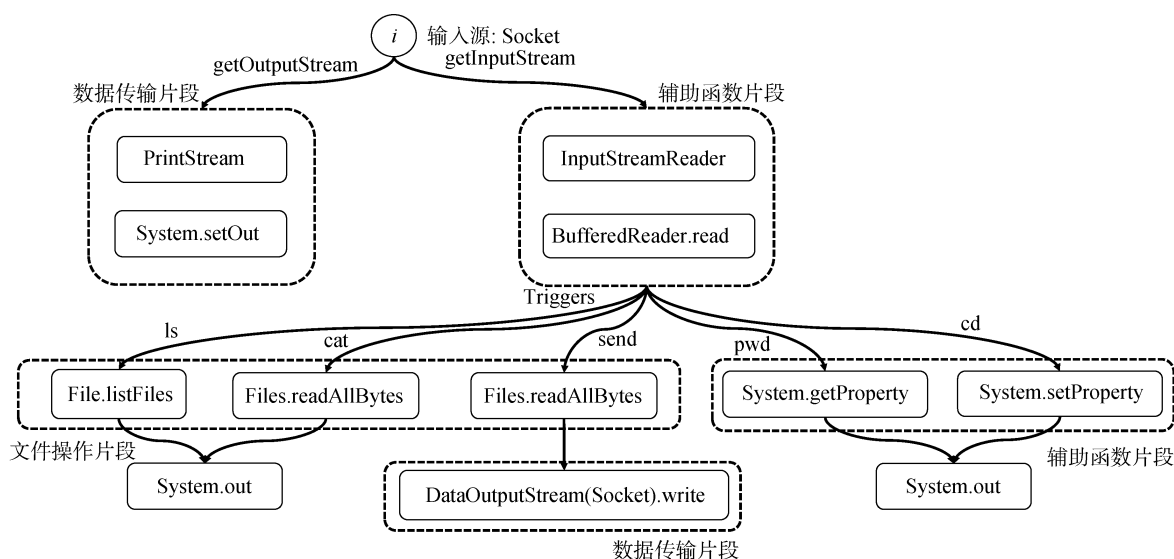 i
输入源: Socket
getOutputStream
getInputStream
数据传输片段
辅助函数片段
PrintStream
InputStreamReader
System.setOut
BufferedReader.read
Triggers
ls
cat
send
pwd
cd
File.listFiles
Files.readAllBytes
Files.readAllBytes
System.getProperty
System.setProperty
文件操作片段
辅助函数片段
System.out
DataOutputStream(Socket).write
System.out
数据传输片段